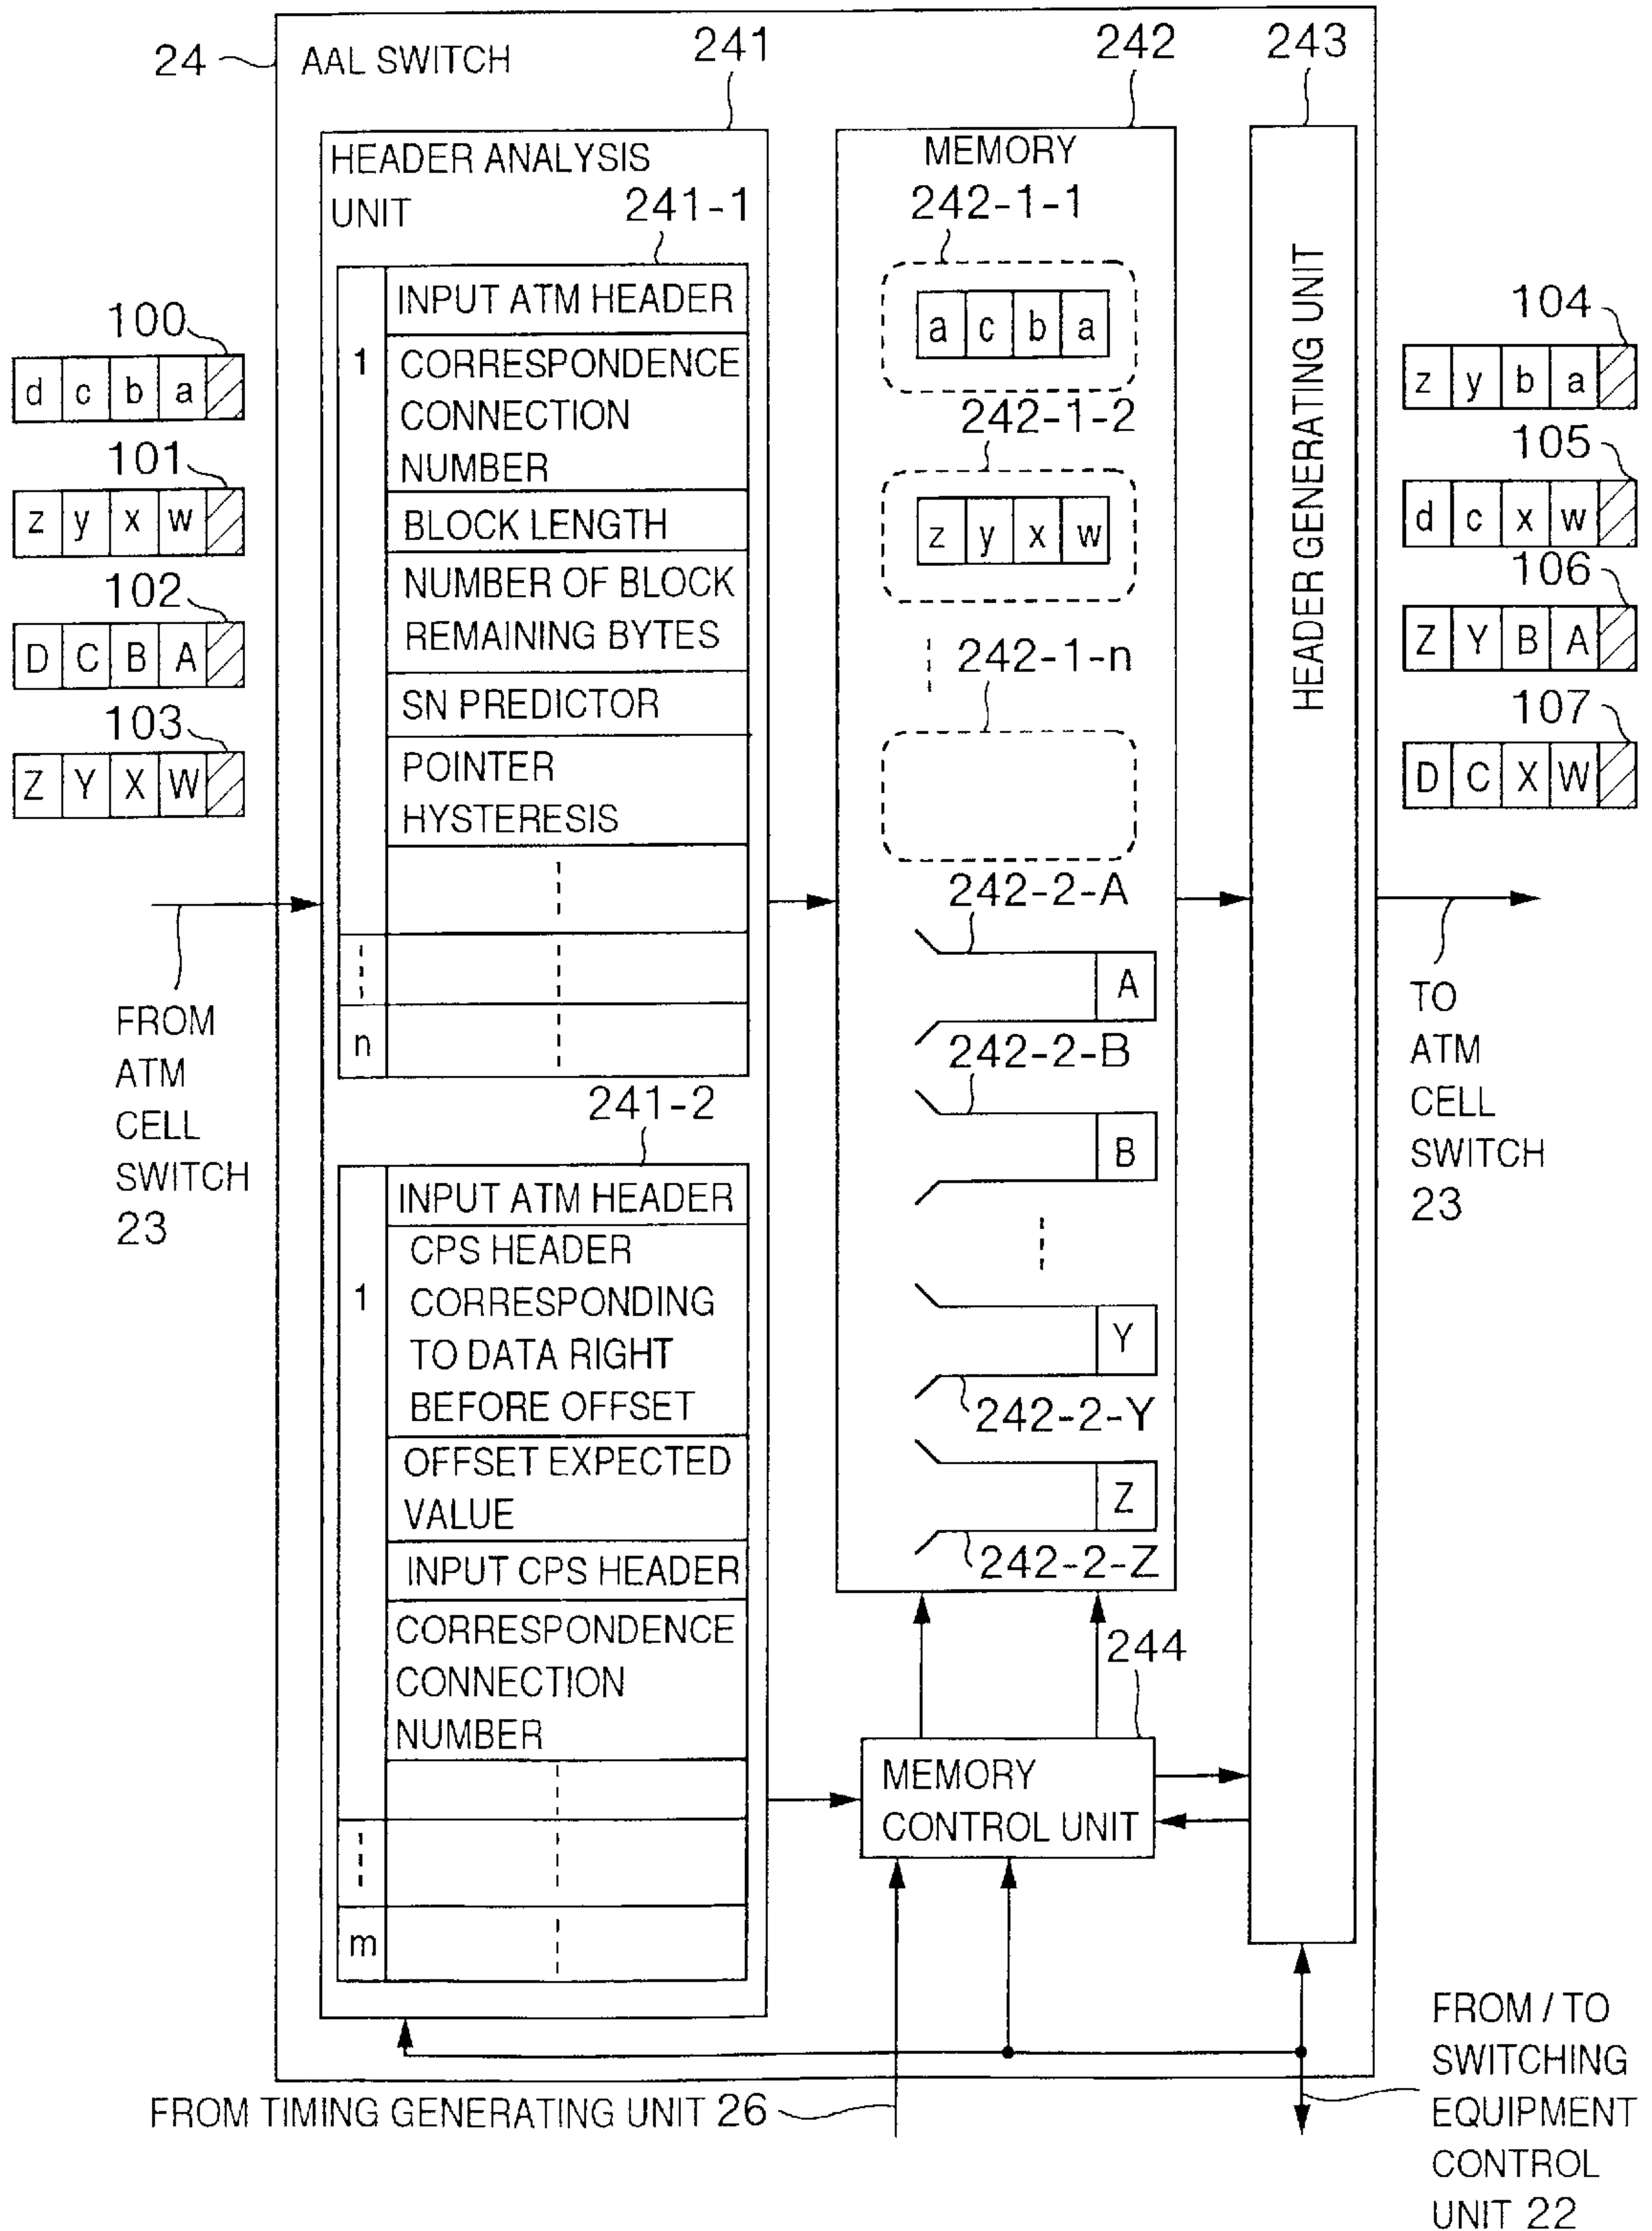 24
AAL SWITCH
241
242
243
HEADER ANALYSIS
UNIT
241-1
1
INPUT ATM HEADER
CORRESPONDENCE
CONNECTION
NUMBER
BLOCK LENGTH
NUMBER OF BLOCK
REMAINING BYTES
SN PREDICTOR
POINTER
HYSTERESIS
n
241-2
1
INPUT ATM HEADER
CPS HEADER
CORRESPONDING
TO DATA RIGHT
BEFORE OFFSET
OFFSET EXPECTED
VALUE
INPUT CPS HEADER
CORRESPONDENCE
CONNECTION
NUMBER
m
100
d c b a
101
z y x w
102
D C B A
103
Z Y X W
FROM
ATM
CELL
SWITCH
23
MEMORY
242-1-1
a c b a
242-1-2
z y x w
242-1-n
242-2-A
A
242-2-B
B
Y
242-2-Y
Z
242-2-Z
244
MEMORY
CONTROL UNIT
HEADER GENERATING UNIT
104
z y b a
105
d c x w
106
Z Y B A
107
D C X W
TO
ATM
CELL
SWITCH
23
FROM TIMING GENERATING UNIT 26
FROM / TO
SWITCHING
EQUIPMENT
CONTROL
UNIT 22